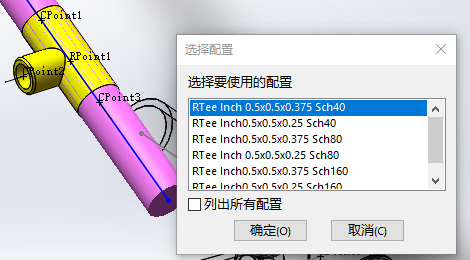 CPoint1
RPoint1
CPoint2
CPoint3
选择配置
选择要使用的配置
RTee Inch 0.5x0.5x0.375 Sch40
RTee Inch0.5x0.5x0.25 Sch40
RTee Inch0.5x0.5x0.375 Sch80
RTee Inch 0.5x0.5x0.25 Sch80
RTee Inch0.5x0.5x0.375 Sch160
RTee Inch0.5x0.5x0.25 Sch160
列出所有配置
确定(O)
取消(C)